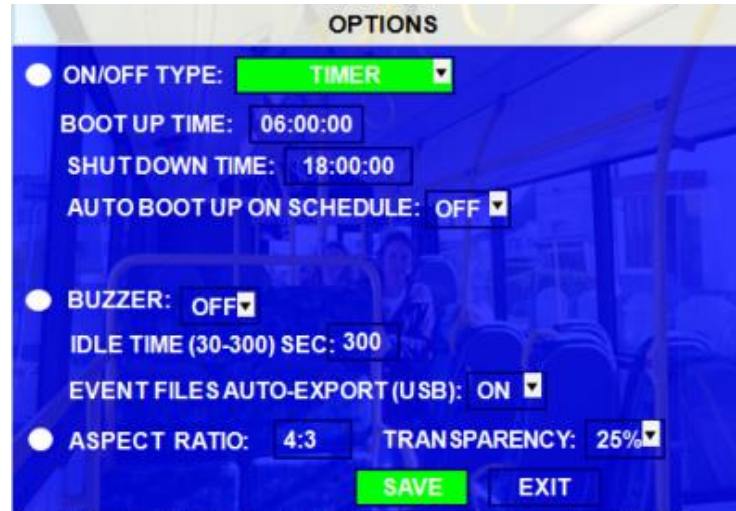 OPTIONS
ON/OFF TYPE: TIMER
BOOT UP TIME: 06:00:00
SHUT DOWN TIME: 18:00:00
AUTO BOOT UP ON SCHEDULE: OFF
BUZZER: OFF
IDLE TIME (30-300) SEC: 300
EVENT FILES AUTO-EXPORT (USB): ON
ASPECT RATIO: 4:3 TRANSPARENCY: 25%
SAVE EXIT